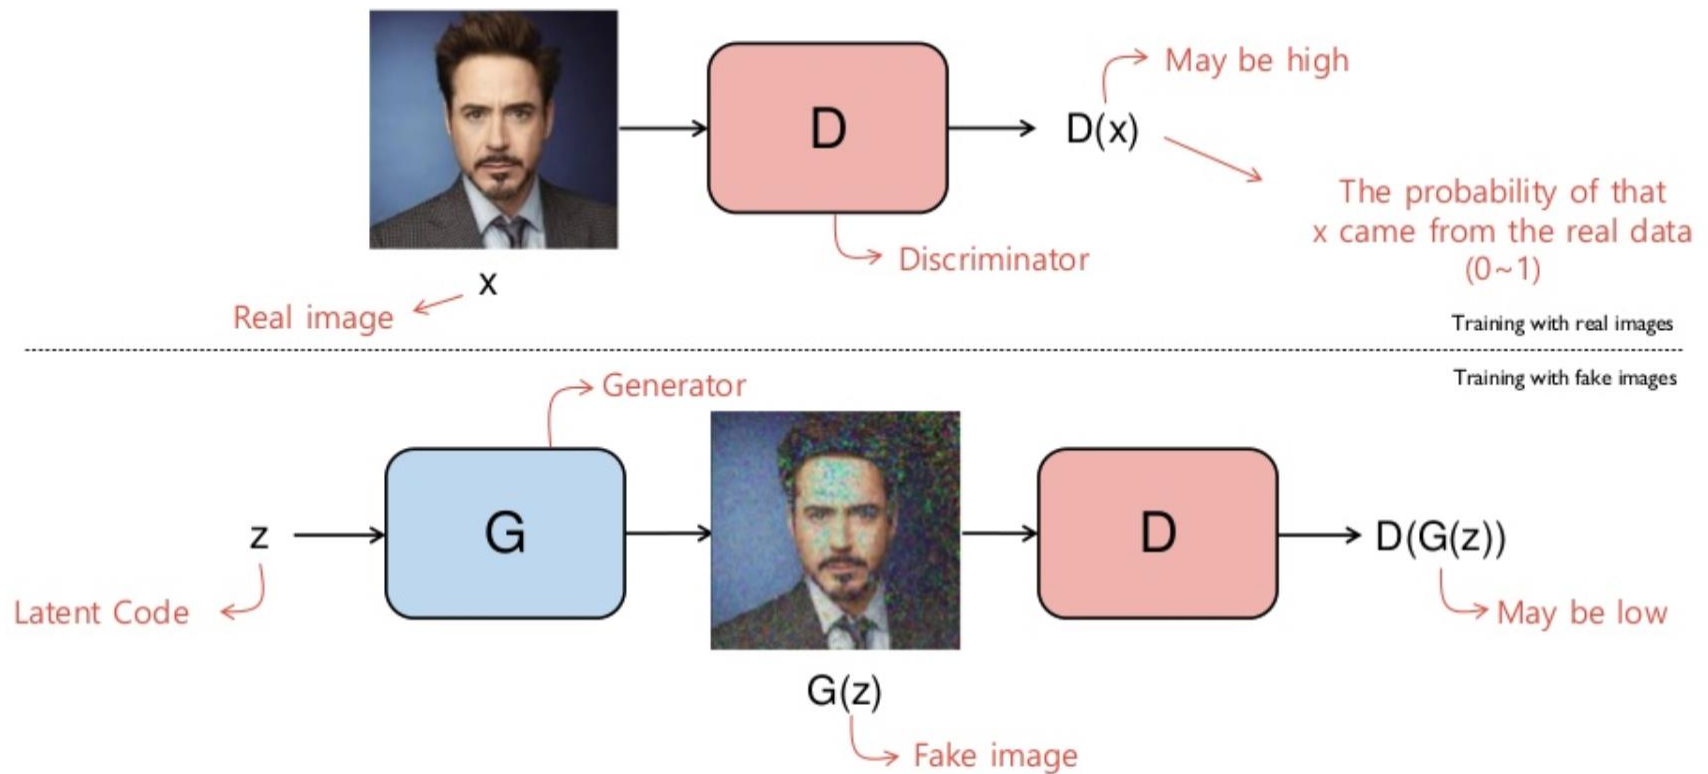 May be high
D
D(x)
The probability of that
x came from the real data
(0~1)
Discriminator
x
Real image
Training with real images
Training with fake images
Generator
z
G
D
D(G(z))
Latent Code
May be low
G(z)
Fake image